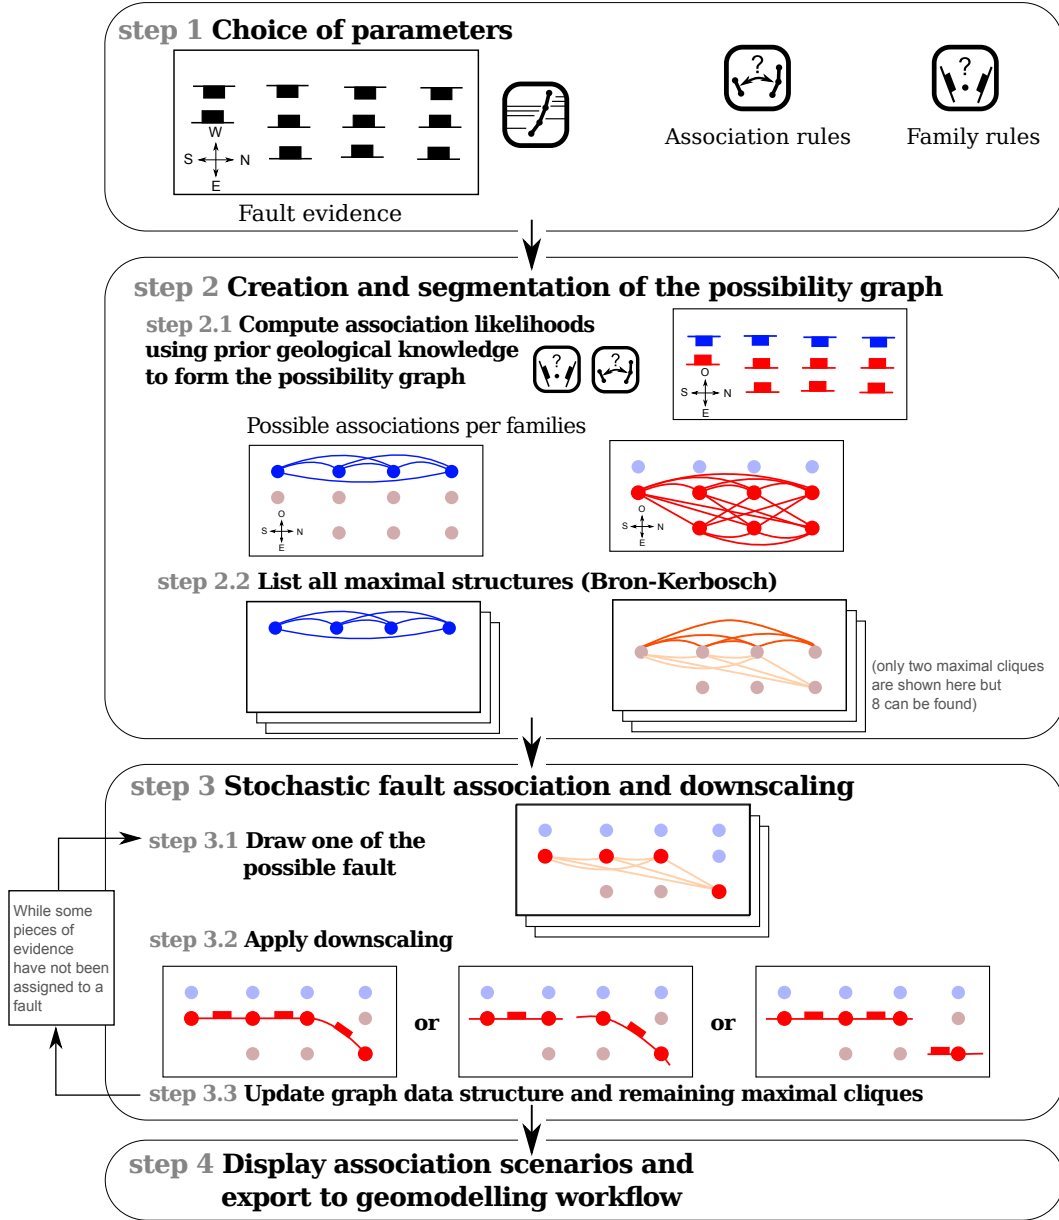 step 1 Choice of parameters
?
?
W
S N
E
Association rules
Family rules
Fault evidence
step 2 Creation and segmentation of the possibility graph
step 2.1 Compute association likelihoods
using prior geological knowledge
to form the possibility graph
?
?
O
S N
E
Possible associations per families
O
S N
E
O
S N
E
step 2.2 List all maximal structures (Bron-Kerbosch)
(only two maximal cliques
are shown here but
8 can be found)
step 3 Stochastic fault association and downscaling
step 3.1 Draw one of the
possible fault
While some
pieces of
evidence
have not been
assigned to a
fault
step 3.2 Apply downscaling
or
or
step 3.3 Update graph data structure and remaining maximal cliques
step 4 Display association scenarios and
export to geomodelling workflow